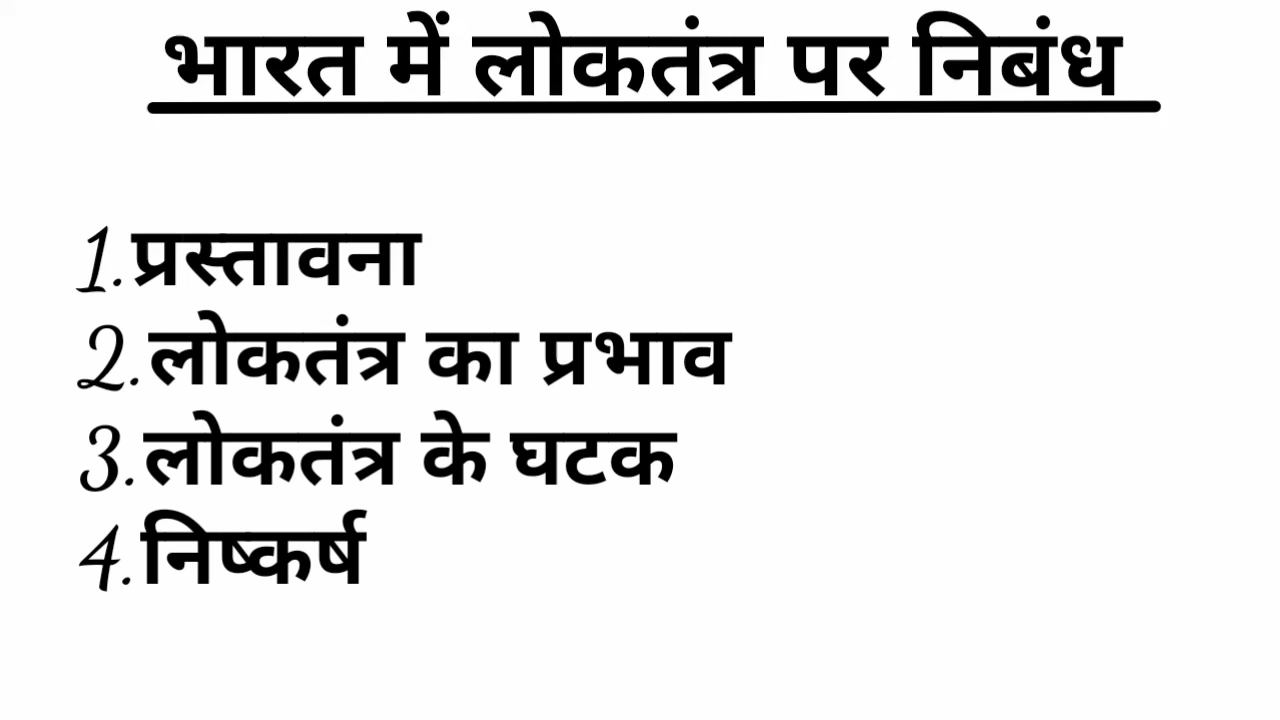 भारत में लोकतंत्र पर निबंध
1.प्रस्तावना
2.लोकतंत्र का प्रभाव
3.लोकतंत्र के घटक
4.निष्कर्ष